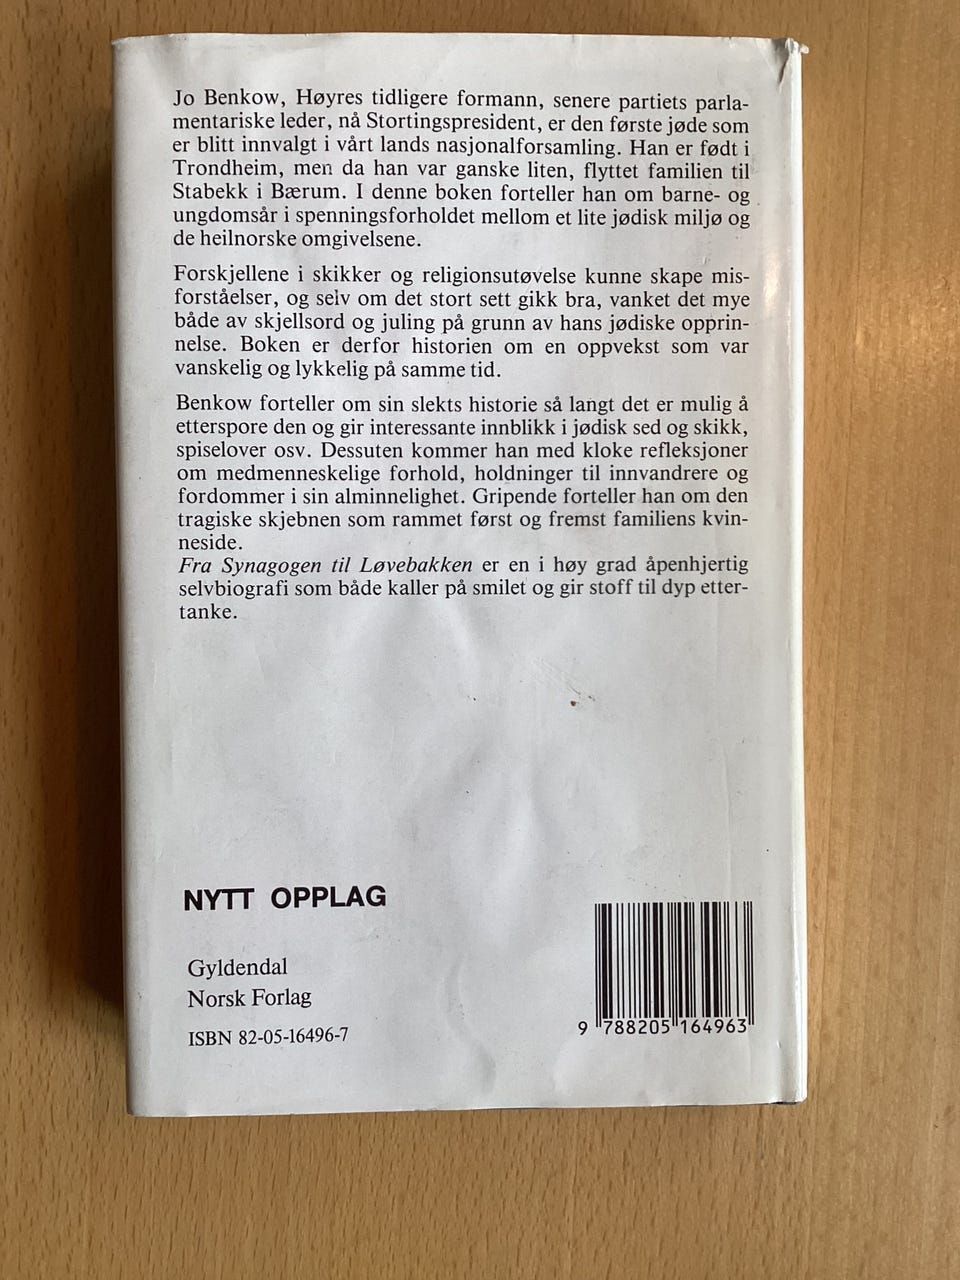 Jo Benkow, Høyres tidligere formann, senere partiets parla-
mentariske leder, nå Stortingspresident, er den første jøde som
er blitt innvalgt i vårt lands nasjonalforsamling. Han er født i
Trondheim, men da han var ganske liten, flyttet familien til
Stabekk i Bærum. I denne boken forteller han om barne- og
ungdomsår i spenningsforholdet mellom et lite jødisk miljø og
de heilnorske omgivelsene.
Forskjellene i skikker og religionsutøvelse kunne skape mis-
forståelser, og selv om det stort sett gikk bra, vanket det mye
både av skjellsord og juling på grunn av hans jødiske opprin-
nelse. Boken er derfor historien om en oppvekst som var
vanskelig og lykkelig på samme tid.
Benkow forteller om sin slekts historie så langt det er mulig å
etterspore den og gir interessante innblikk i jødisk sed og skikk,
spiselover osv. Dessuten kommer han med kloke refleksjoner
om medmenneskelige forhold, holdninger til innvandrere og
fordommer i sin alminnelighet. Gripende forteller han om den
tragiske skjebnen som rammet først og fremst familiens kvin-
neside.
Fra Synagogen til Løvebakken er en i høy grad åpenhjertig
selvbiografi som både kaller på smilet og gir stoff til dyp etter-
tanke.
NYTT OPPLAG
Gyldendal
Norsk Forlag
ISBN 82-05-16496-7
9 788205 164963